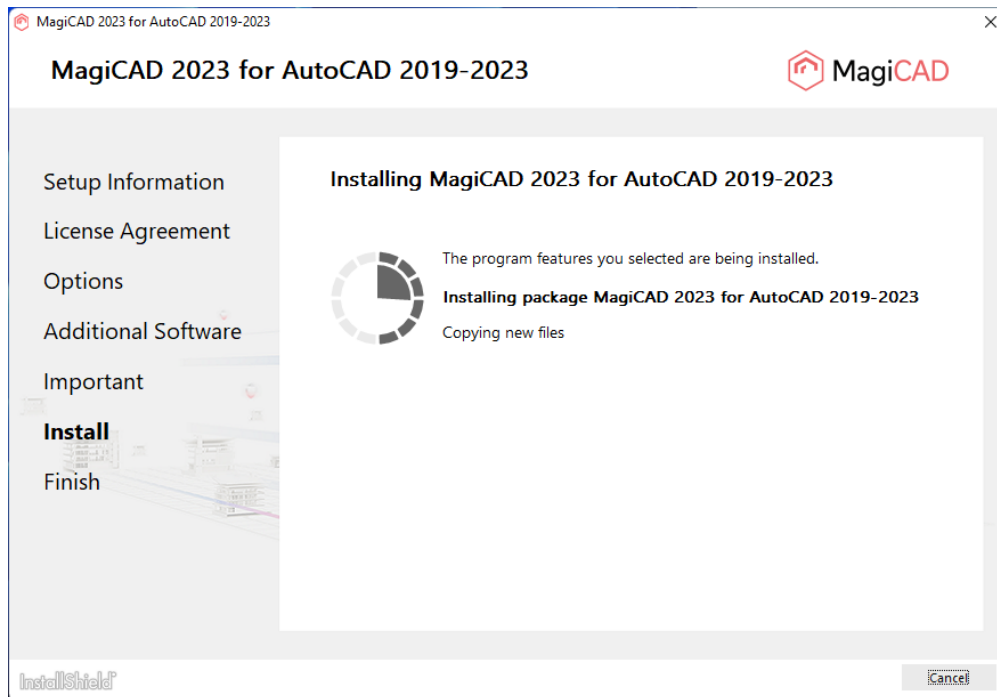 MagiCAD 2023 for AutoCAD 2019-2023
MagiCAD 2023 for AutoCAD 2019-2023
MagiCAD
Setup Information
License Agreement
Options
Additional Software
Important
Install
Finish
Installing MagiCAD 2023 for AutoCAD 2019-2023
The program features you selected are being installed.
Installing package MagiCAD 2023 for AutoCAD 2019-2023
Copying new files
InstallShield
Cancel